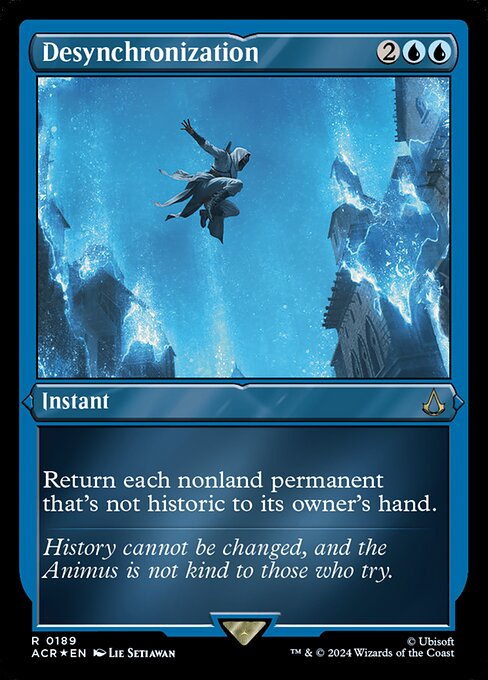 Desynchronization 2
Instant
Return each nonland permanent
that's not historic to its owner's hand.
History cannot be changed, and the
Animus is not kind to those who try.
R 0189
ACR★EN Lie Setiawan
© Ubisoft
™ & © 2024 Wizards of the Coast